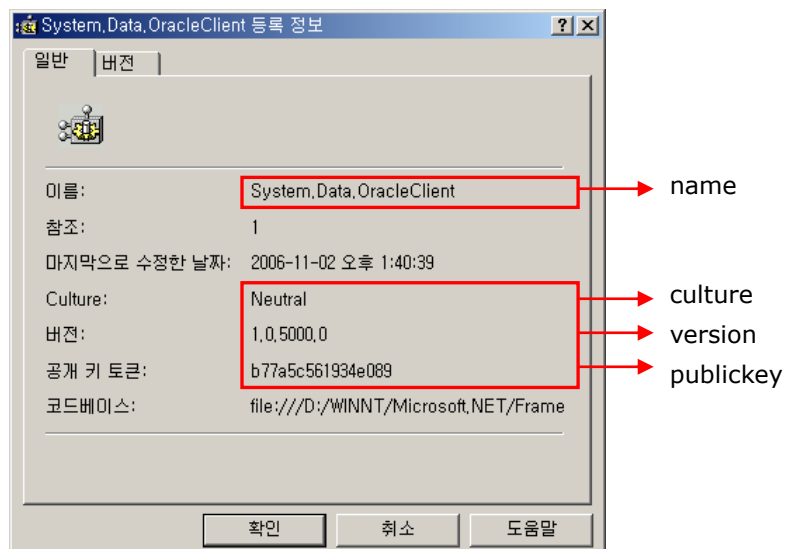 System,Data,OracleClient 등록 정보
일반 버전
이름: System,Data,OracleClient name
참조: 1
마지막으로 수정한 날짜: 2006-11-02 오후 1:40:39
Culture: Neutral culture
버전: 1,0,5000,0 version
공개 키 토큰: b77a5c561934e089 publickey
코드베이스: file:///D:/WINNT/Microsoft,NET/Frame
확인 취소 도움말